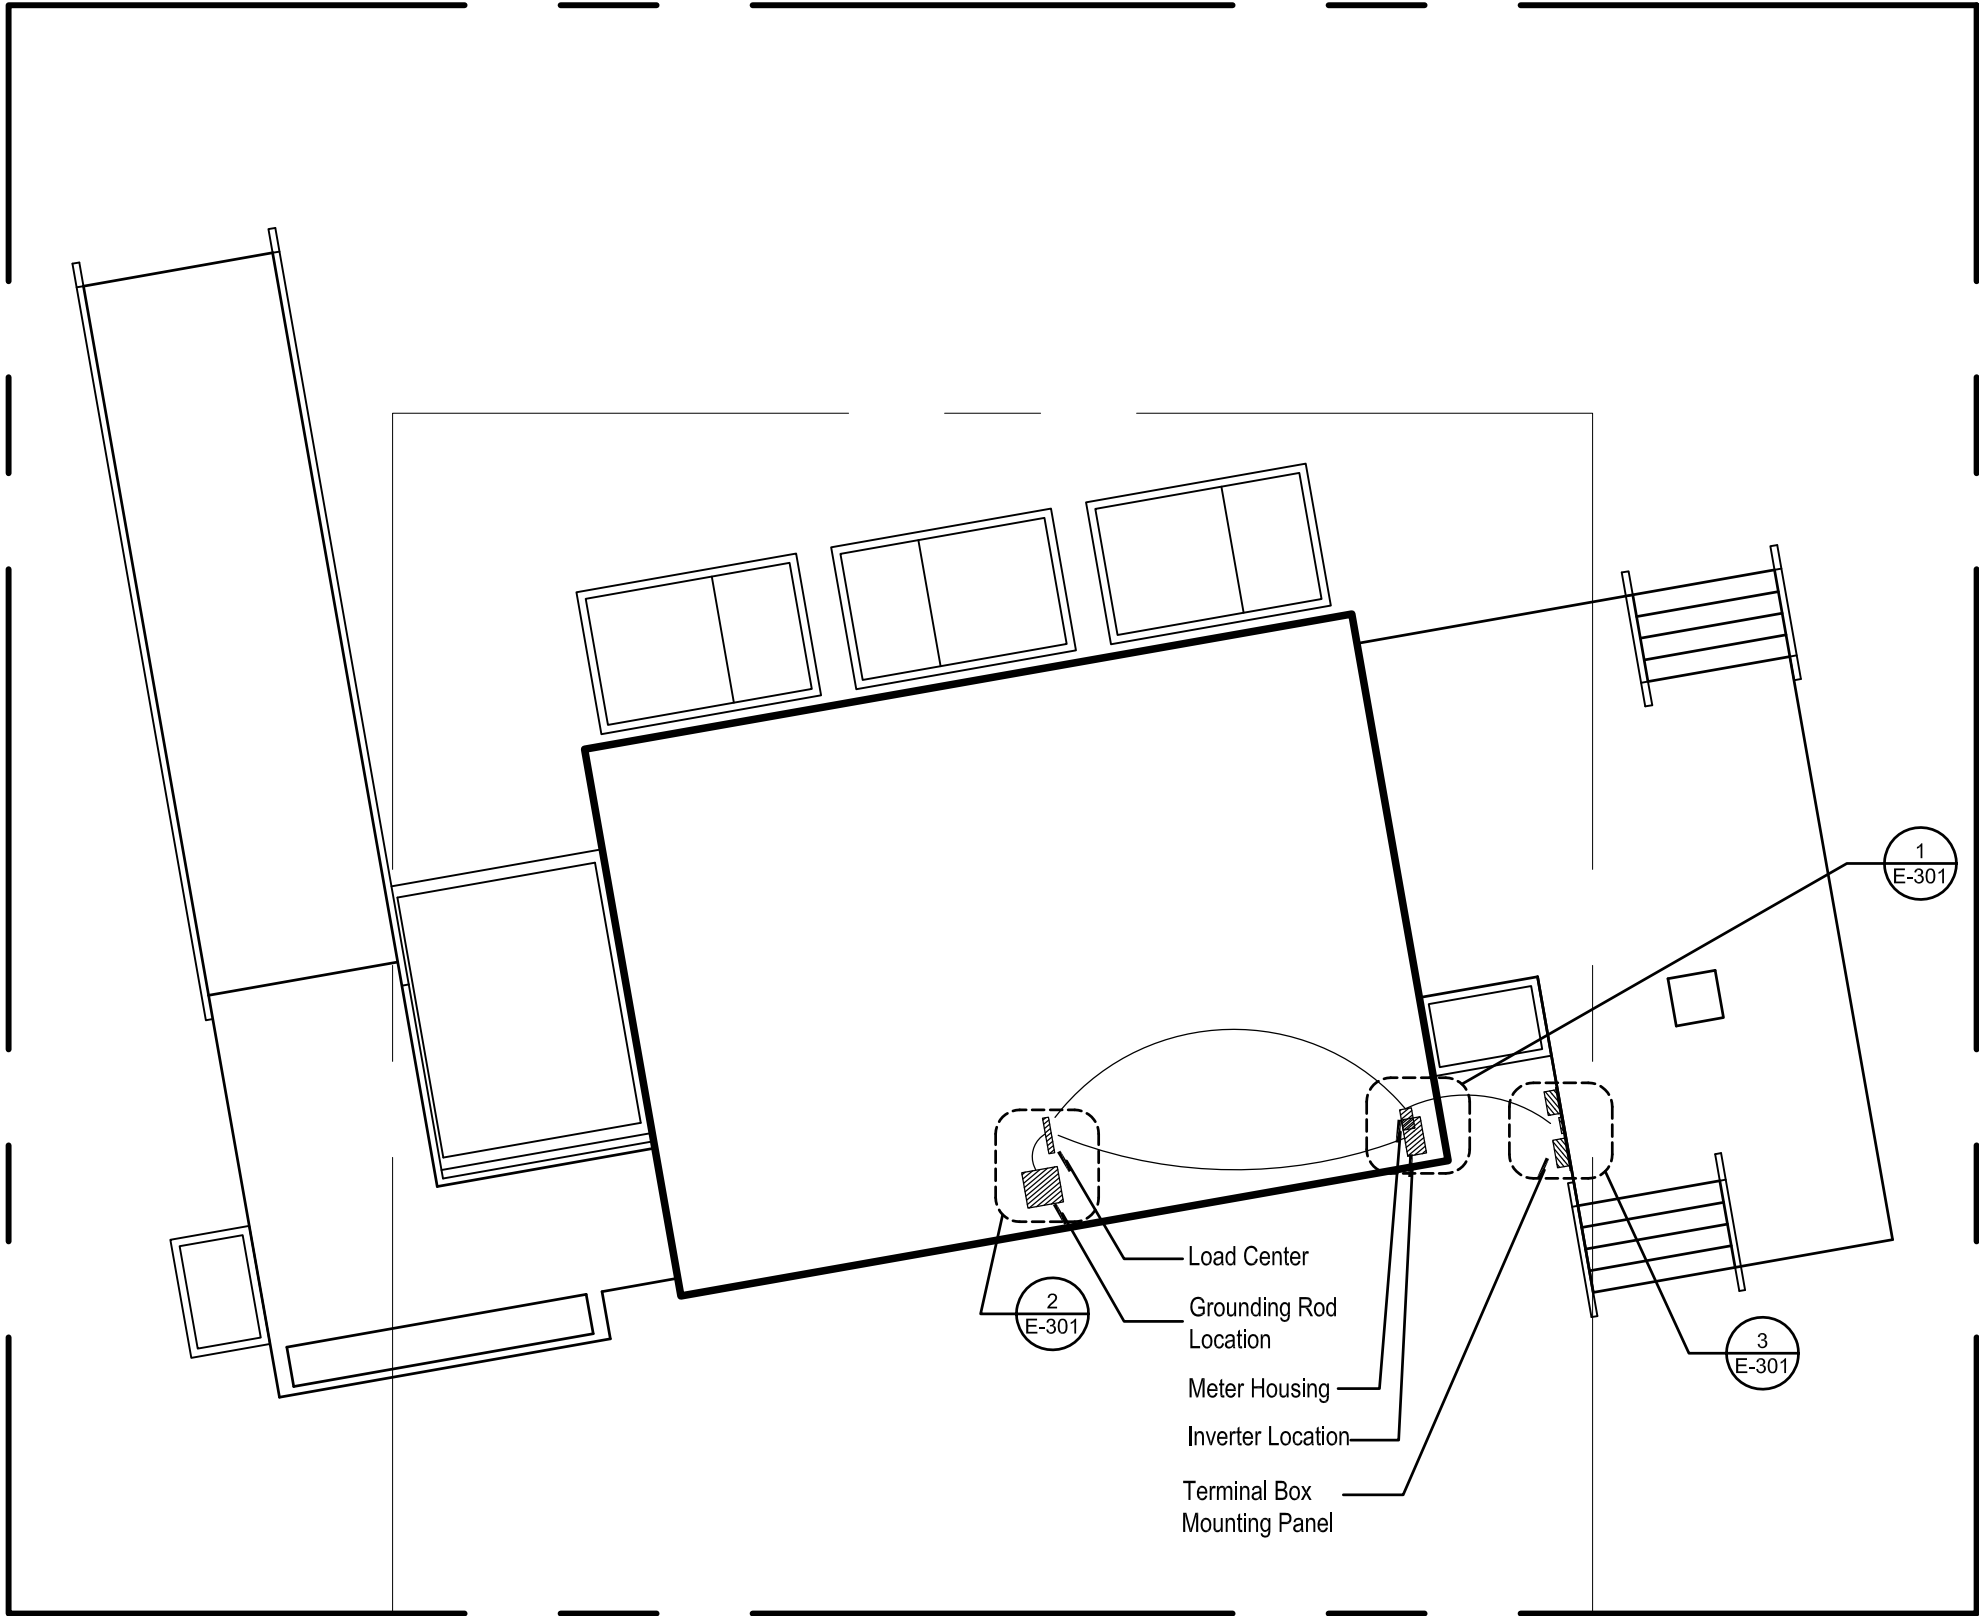 1
E-301
Load Center
2
E-301
Grounding Rod
Location
3
E-301
Meter Housing
Inverter Location
Terminal Box
Mounting Panel